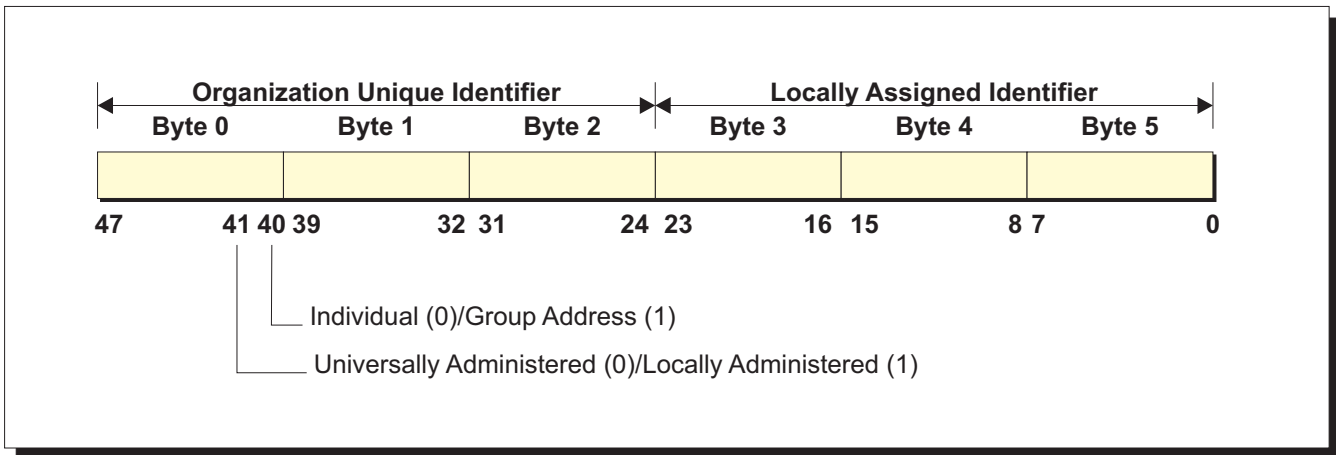 Organization Unique Identifier Locally Assigned Identifier
Byte 0 Byte 1 Byte 2 Byte 3 Byte 4 Byte 5
47 41 40 39 32 31 24 23 16 15 8 7 0
Individual (0)/Group Address (1)
Universally Administered (0)/Locally Administered (1)